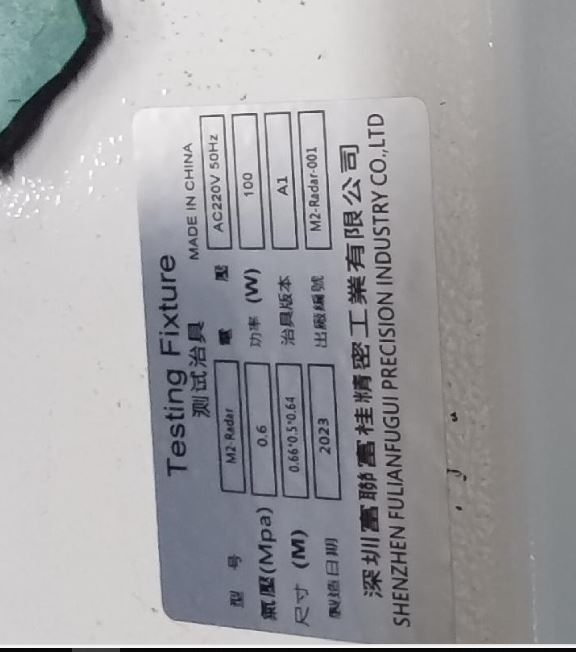 Testing Fixture
测试治具
MADE IN CHINA
型 号 M2-Radar 電 壓 AC220V 50Hz
氣壓(Mpa) 0.6 功率 (W) 100
尺寸 (M) 0.66*0.5*0.64 治具版本 A1
製造日期 2023 出廠編號 M2-Radar-001
深圳富聯富桂精密工業有限公司
SHENZHEN FULIANFUGUI PRECISION INDUSTRY CO.,LTD